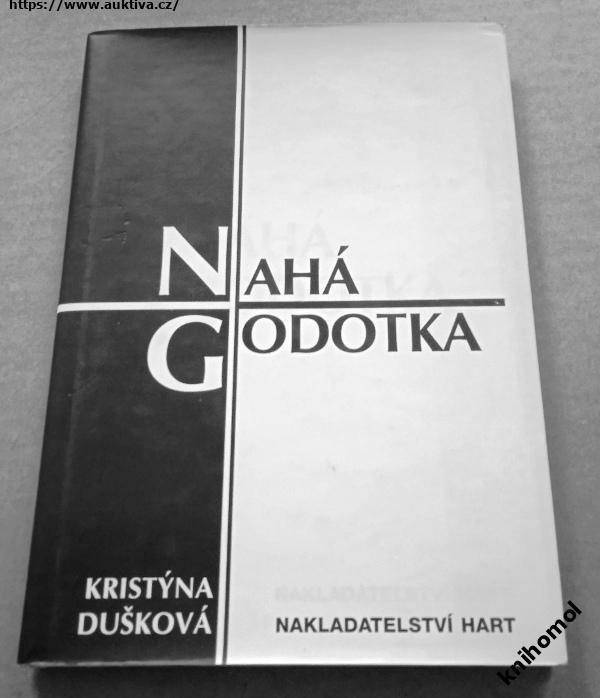 https://www.auktiva.cz/
NAHÁ
GODOTKA
KRISTÝNA
DUŠKOVÁ
NAKLADATELSTVÍ HART
knihomol